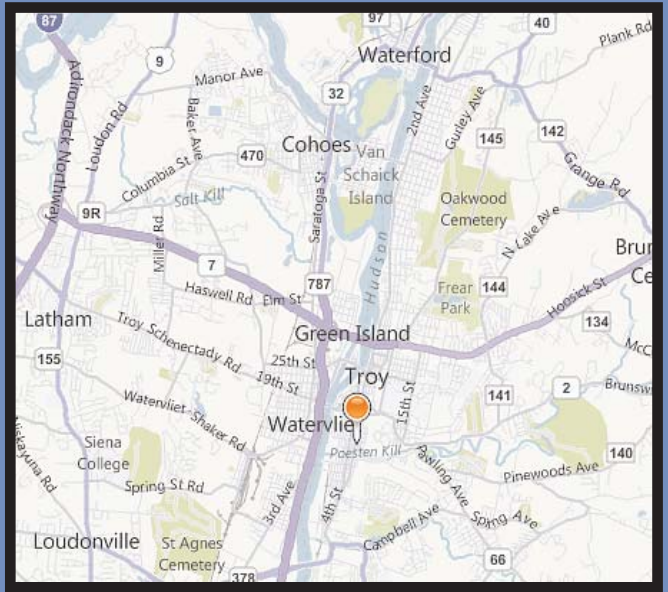 87
97
40
Plank Rd
9
Waterford
Adirondack Northway
Loudon Rd
Manor Ave
32
2nd Ave
Gurley Ave
Baker Ave
145
142
Cohoes
470
Van
Schaick
Island
Grange Rd
Columbia St
Salt Kill
Saratoga St
Oakwood
Cemetery
9R
Miller Rd
N Lake Ave
Hudson
Brun
Ce
7
787
Frear
Park
144
Hoosick St
Haswell Rd
Elm St
134
Latham
Troy Schenectady Rd
Green Island
McC
25th St
155
19th St
Troy
15th St
141
2
Brunsw
Watervliet Shaker Rd
Watervlie
Siena
College
Poesten Kill
140
Niskayuna Rd
Pawling Ave
Pinewoods Ave
Spring St Rd
3rd Ave
4th St
Campbell Ave
Spring Ave
Loudonville
St Agnes
Cemetery
66
378